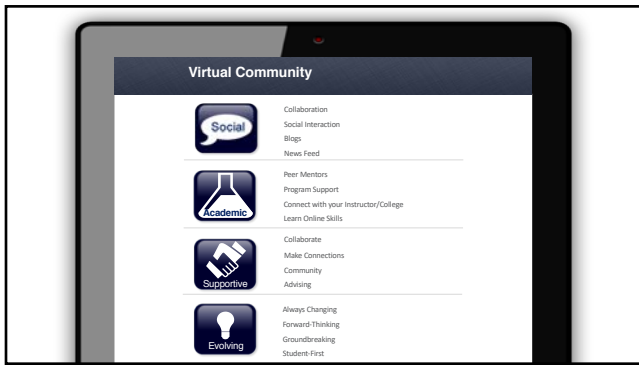 Virtual Community
Social
Collaboration
Social Interaction
Blogs
News Feed
Academic
Peer Mentors
Program Support
Connect with your Instructor/College
Learn Online Skills
Supportive
Collaborate
Make Connections
Community
Advising
Evolving
Always Changing
Forward-Thinking
Groundbreaking
Student-First